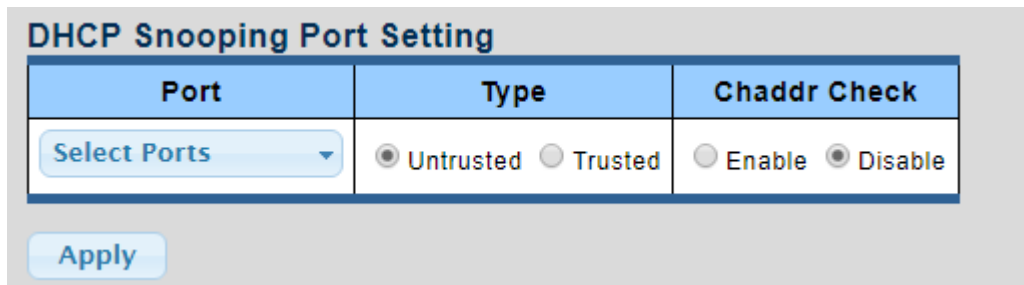 DHCP Snooping Port Setting
Port Type Chaddr Check
Select Ports Untrusted Trusted Enable Disable
Apply